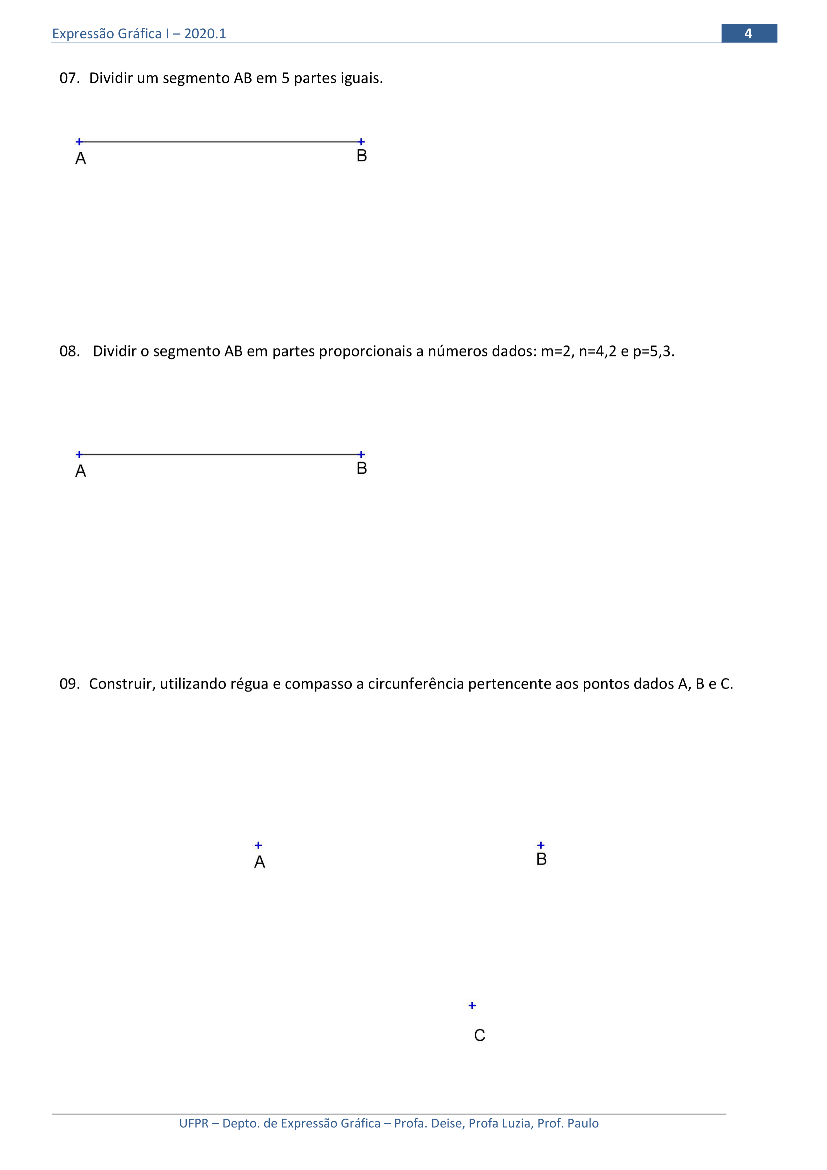 Expressão Gráfica I – 2020.1
4
07. Dividir um segmento AB em 5 partes iguais.
A
B
08. Dividir o segmento AB em partes proporcionais a números dados: m=2, n=4,2 e p=5,3.
A
B
09. Construir, utilizando régua e compasso a circunferência pertencente aos pontos dados A, B e C.
A
B
C
UFPR – Depto. de Expressão Gráfica – Profa. Deise, Profa Luzia, Prof. Paulo